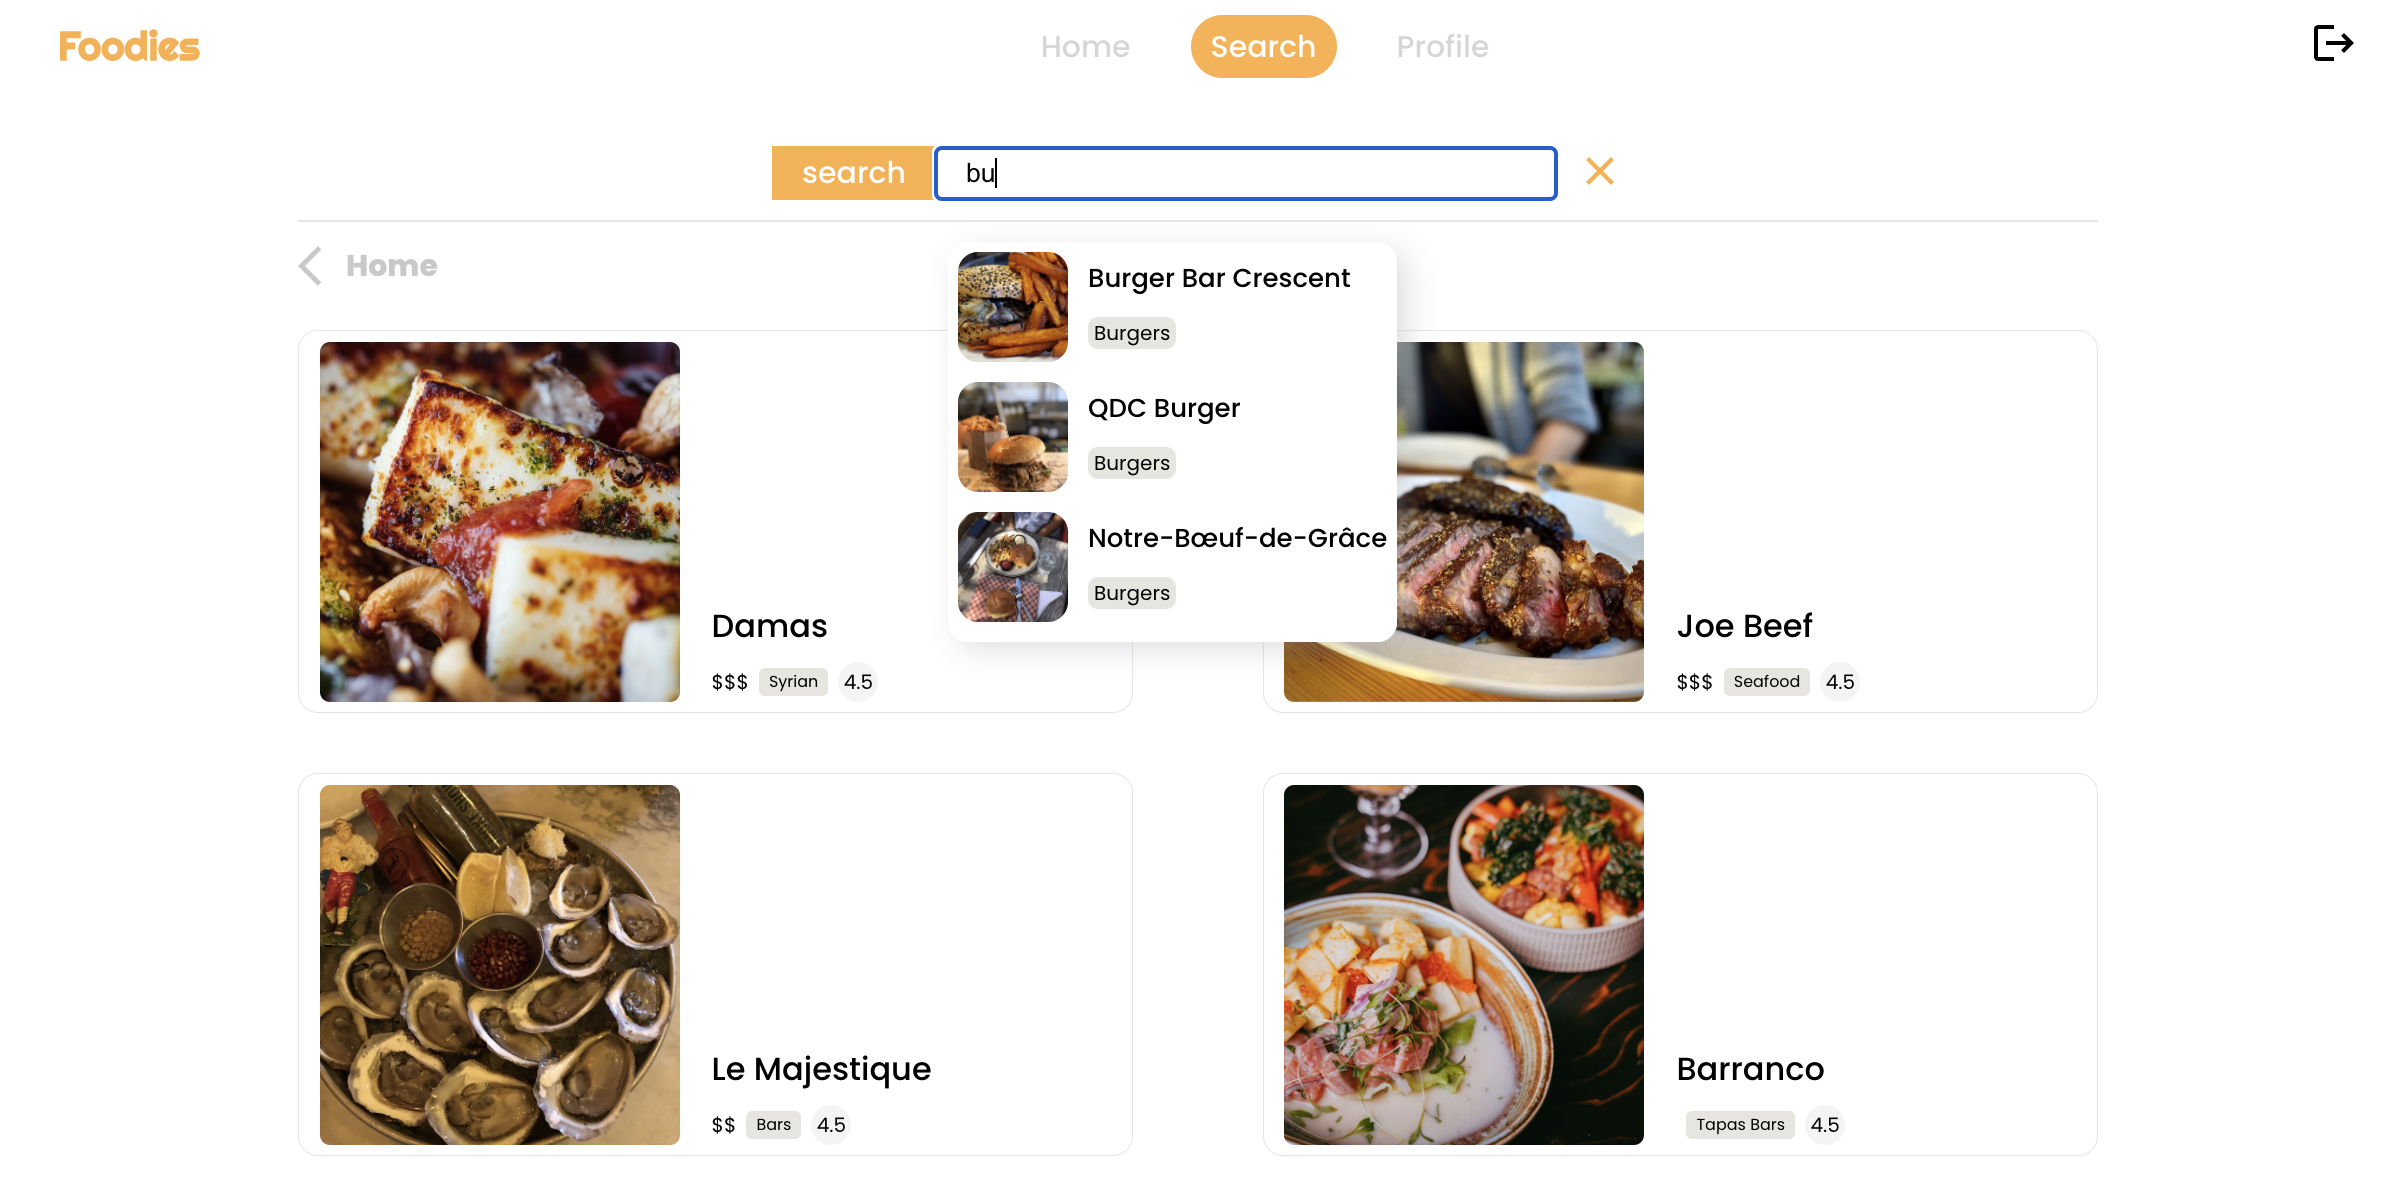 Foodies
Home
Search
Profile
search
bu
Home
Burger Bar Crescent
Burgers
QDC Burger
Burgers
Notre-Bœuf-de-Grâce
Burgers
Damas
$$$ Syrian 4.5
Joe Beef
$$$ Seafood 4.5
Le Majestique
$$ Bars 4.5
Barranco
Tapas Bars 4.5